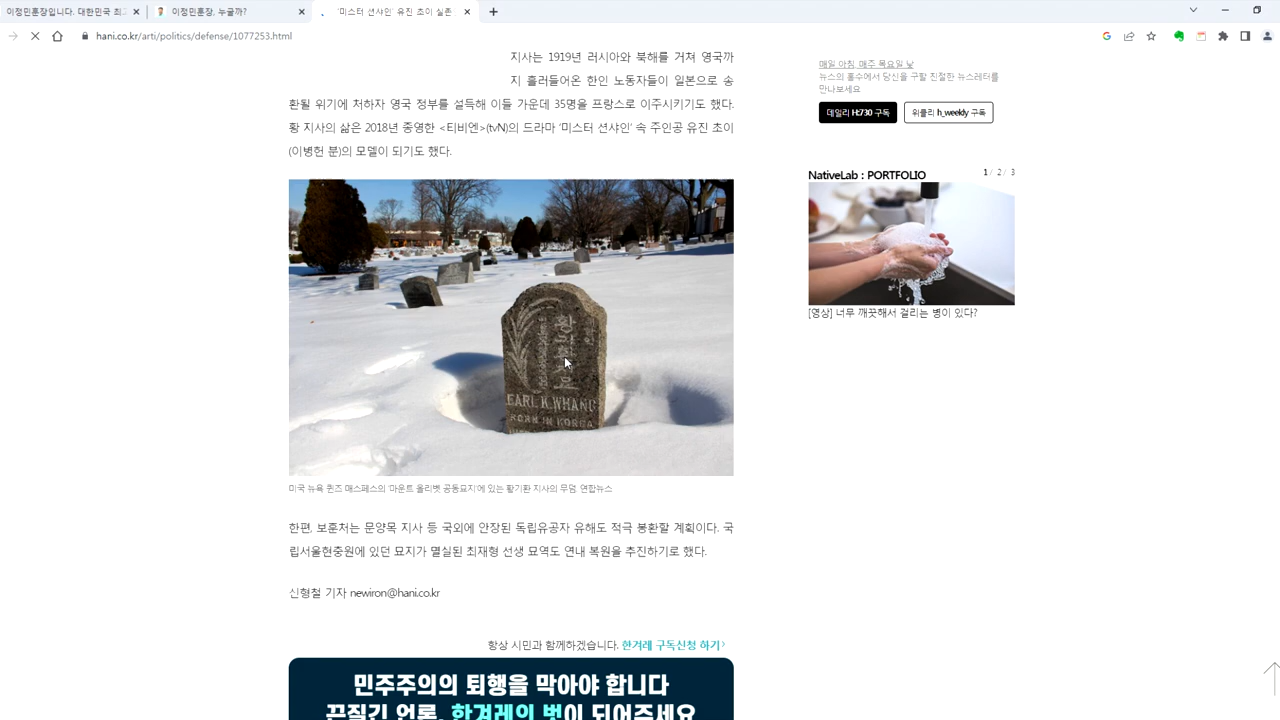 이정민훈장입니다. 대한민국 최고
이정민훈장, 누굴까?
'미스터 션샤인' 유진 초이 실존
hani.co.kr/arti/politics/defense/1077253.html
지사는 1919년 러시아와 북해를 거쳐 영국까
지 흘러들어온 한인 노동자들이 일본으로 송
환될 위기에 처하자 영국 정부를 설득해 이들 가운데 35명을 프랑스로 이주시키기도 했다.
황 지사의 삶은 2018년 종영한 <티비엔>(tvN)의 드라마 '미스터 션샤인' 속 주인공 유진 초이
(이병헌 분)의 모델이 되기도 했다.
EARL K. WHANG
BORN IN KOREA
미국 뉴욕 퀸즈 매스페스의 '마운트 올리벳 공동묘지'에 있는 황기환 지사의 무덤. 연합뉴스
한편, 보훈처는 문양목 지사 등 국외에 안장된 독립유공자 유해도 적극 봉환할 계획이다. 국
립서울현충원에 있던 묘지가 멸실된 최재형 선생 묘역도 연내 복원을 추진하기로 했다.
신형철 기자 newiron@hani.co.kr
항상 시민과 함께하겠습니다. 한겨레 구독신청 하기
민주주의의 퇴행을 막아야 합니다
끈질긴 언론, 한겨레의 벗이 되어주세요
매일 아침, 매주 목요일 낮
뉴스의 홍수에서 당신을 구할 친절한 뉴스레터를
만나보세요
데일리 H:730 구독
위클리 h_weekly 구독
NativeLab : PORTFOLIO
1 / 2 / 3
[영상] 너무 깨끗해서 걸리는 병이 있다?